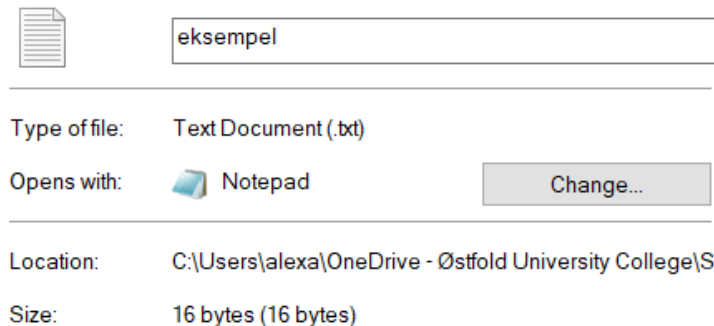 eksempel
Type of file: Text Document (.txt)
Opens with: Notepad Change...
Location: C:\Users\alexa\OneDrive - Østfold University College\S
Size: 16 bytes (16 bytes)